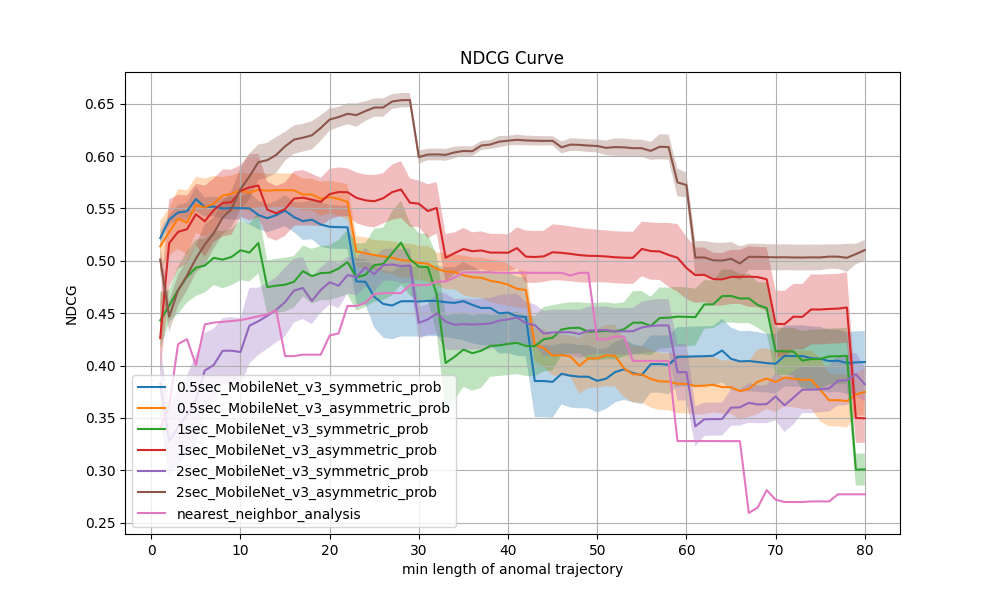 NDCG Curve
NDCG
0.65
0.60
0.55
0.50
0.45
0.40
0.35
0.30
0.25
0.5sec_MobileNet_v3_symmetric_prob
0.5sec_MobileNet_v3_asymmetric_prob
1sec_MobileNet_v3_symmetric_prob
1sec_MobileNet_v3_asymmetric_prob
2sec_MobileNet_v3_symmetric_prob
2sec_MobileNet_v3_asymmetric_prob
nearest_neighbor_analysis
0 10 20 30 40 50 60 70 80
min length of anomal trajectory